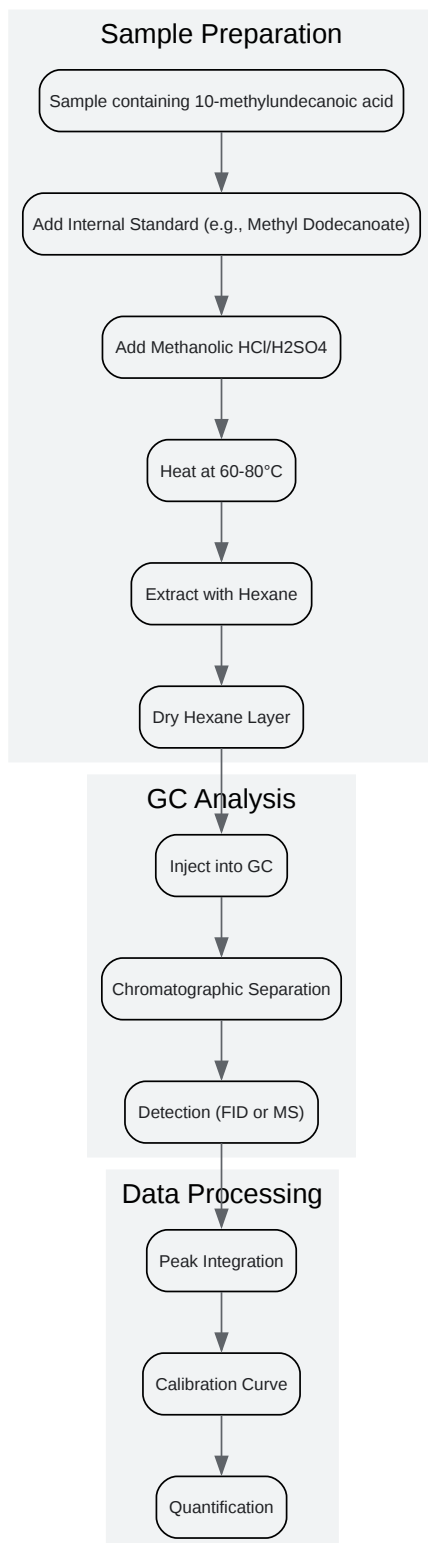 Sample Preparation
Sample containing 10-methylundecanoic acid
Add Internal Standard (e.g., Methyl Dodecanoate)
Add Methanolic HCl/H2SO4
Heat at 60-80°C
Extract with Hexane
Dry Hexane Layer
GC Analysis
Inject into GC
Chromatographic Separation
Detection (FID or MS)
Data Processing
Peak Integration
Calibration Curve
Quantification